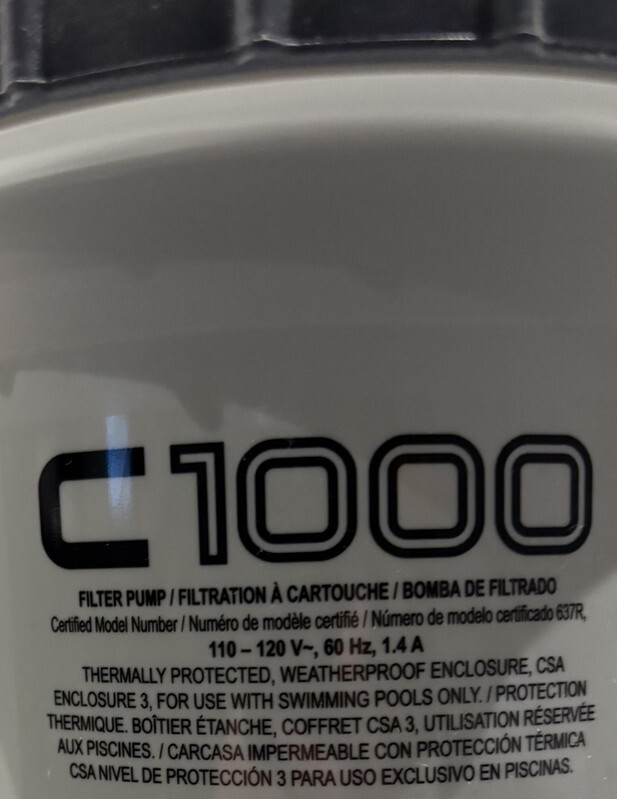 C1000
FILTER PUMP / FILTRATION À CARTOUCHE / BOMBA DE FILTRADO
Certified Model Number / Numéro de modèle certifié / Número de modelo certificado 637R,
110 – 120 V~, 60 Hz, 1.4 A
THERMALLY PROTECTED, WEATHERPROOF ENCLOSURE, CSA
ENCLOSURE 3, FOR USE WITH SWIMMING POOLS ONLY. / PROTECTION
THERMIQUE. BOÎTIER ÉTANCHE, COFFRET CSA 3, UTILISATION RÉSERVÉE
AUX PISCINES. / CARCASA IMPERMEABLE CON PROTECCIÓN TÉRMICA
CSA NIVEL DE PROTECCIÓN 3 PARA USO EXCLUSIVO EN PISCINAS.